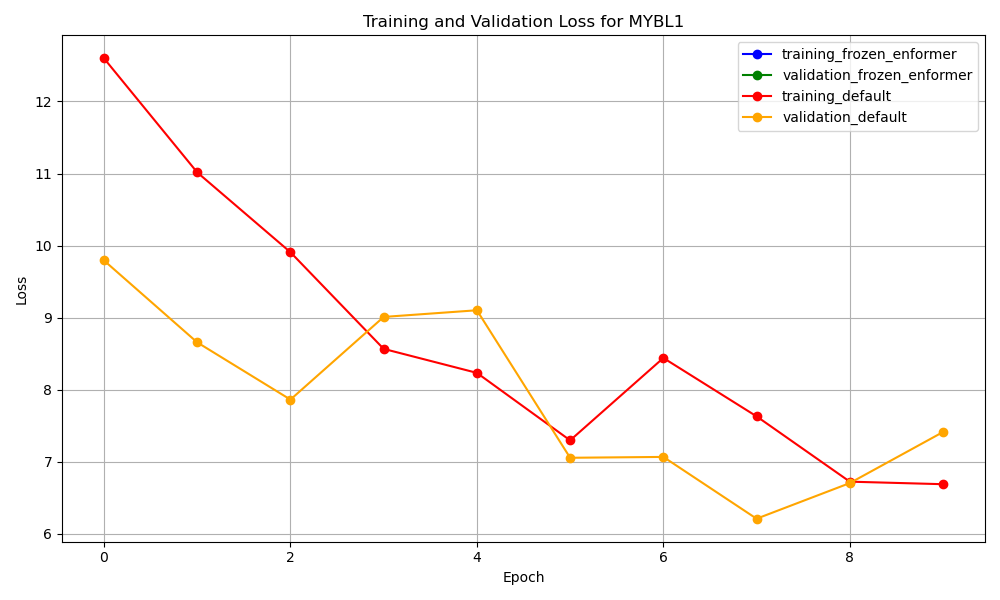 Training and Validation Loss for MYBL1
training_frozen_enformer
validation_frozen_enformer
training_default
validation_default
12
11
10
9
8
7
6
Loss
0 2 4 6 8
Epoch